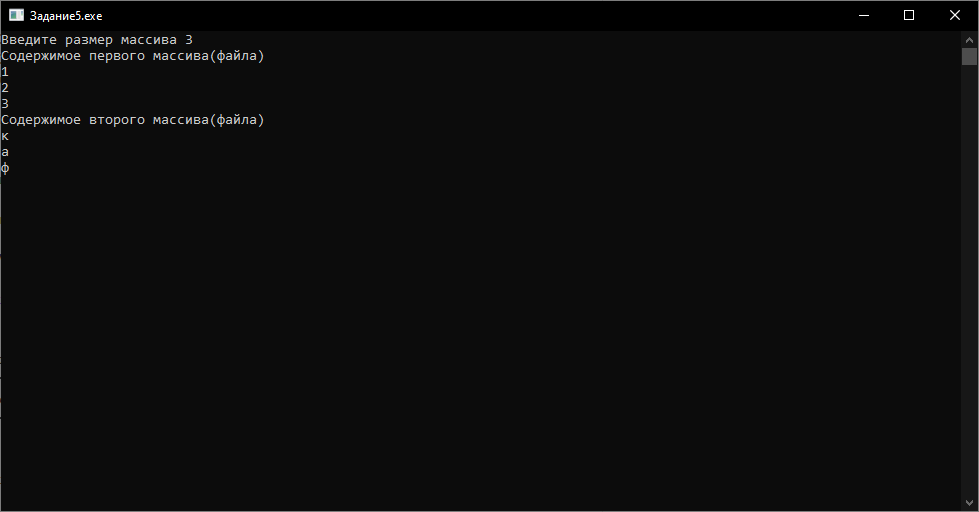 Задание5.exe
Введите размер массива 3
Содержимое первого массива(файла)
1
2
3
Содержимое второго массива(файла)
к
а
ф